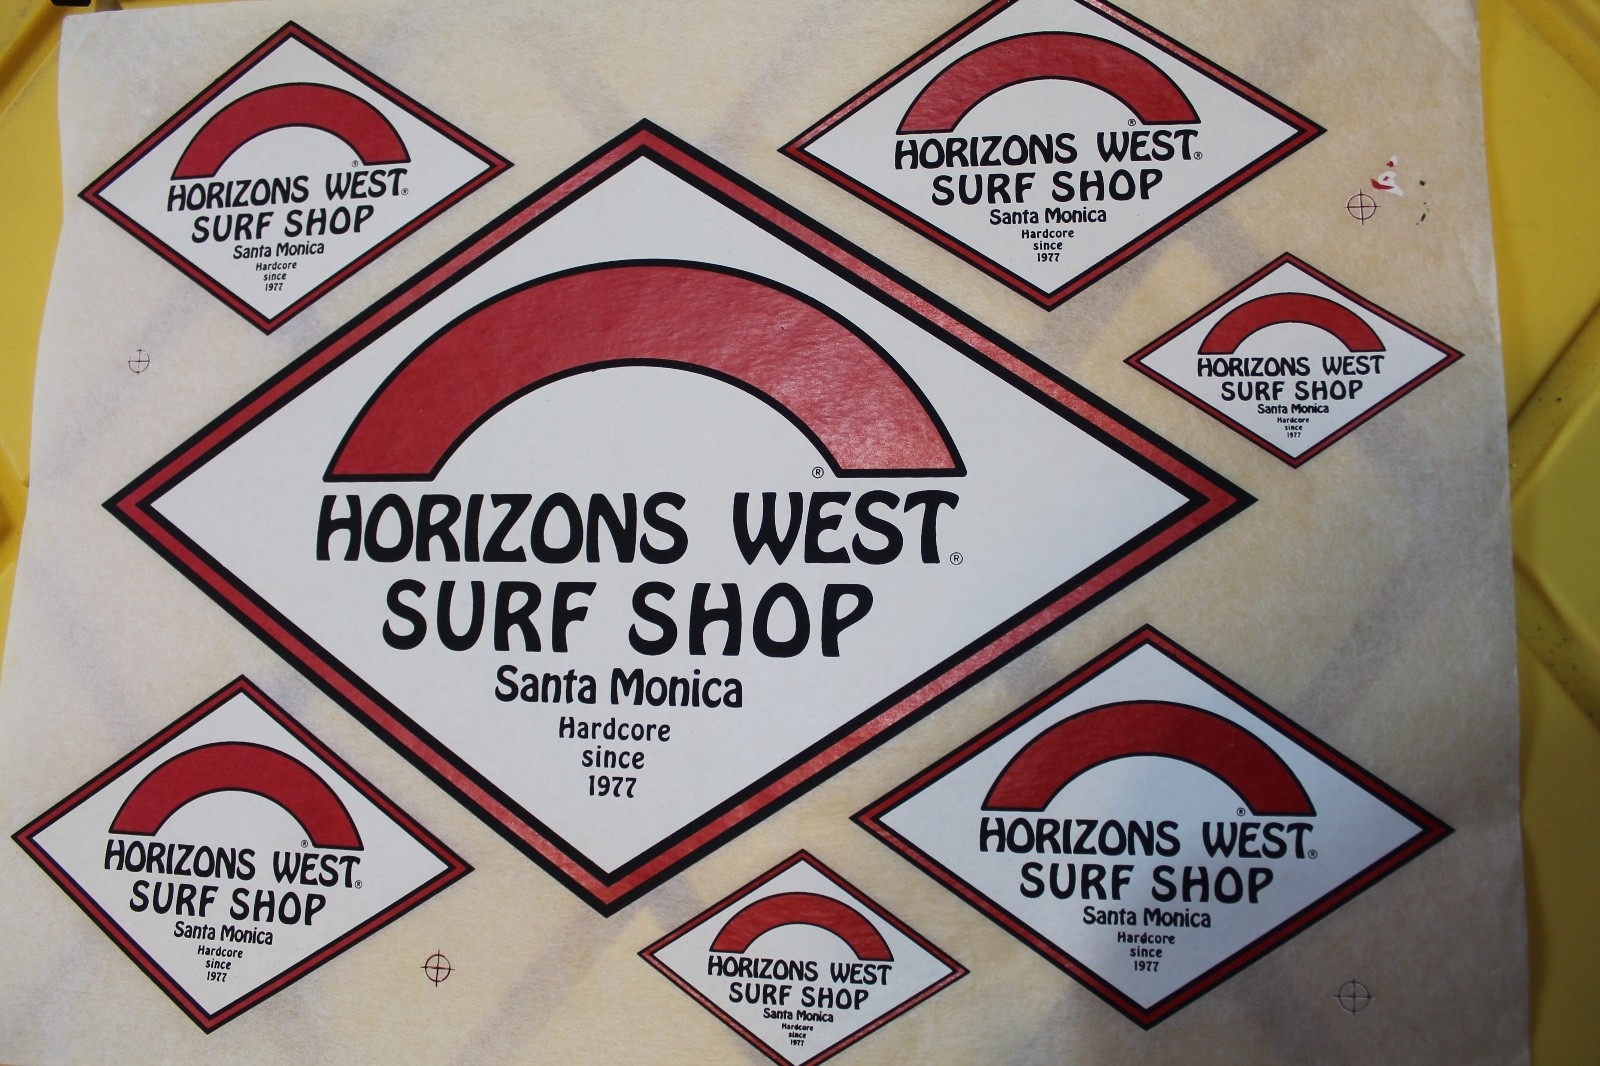 HORIZONS WEST®
SURF SHOP
Santa Monica
Hardcore
since
1977
®
HORIZONS WEST®
SURF SHOP
Santa Monica
Hardcore
since
1977
®
HORIZONS WEST®
SURF SHOP
Santa Monica
Hardcore
since
1977
®
HORIZONS WEST
SURF SHOP
Santa Monica
Hardcore
since
1977
®
HORIZONS WEST®
SURF SHOP
Santa Monica
Hardcore
since
1977
®
HORIZONS WEST®
SURF SHOP
Santa Monica
Hardcore
since
1977
HORIZONS WEST
SURF SHOP
Santa Monica
Hardcore
since
1977